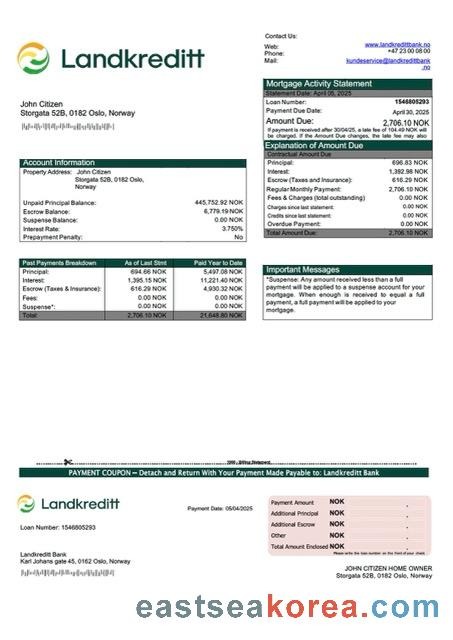 Landkreditt
Contact Us:
Web: www.landkredittbank.no
Phone: +47 23 00 08 00
Mail: kundeservice@landkredittbank
.no
John Citizen
Storgata 52B, 0182 Oslo, Norway
Mortgage Activity Statement
Statement Date: April 05, 2025
Loan Number: 1546805293
Payment Due Date: April 30, 2025
Amount Due: 2,706.10 NOK
If payment is received after 30/04/25, a late fee of 104.49 NOK will
be charged. If the Amount Due changes, the late fee may also
Explanation of Amount Due
Contractual Amount Due
Principal: 696.83 NOK
Interest: 1,392.98 NOK
Escrow (Taxes and Insurance): 616.29 NOK
Regular Monthly Payment: 2,706.10 NOK
Fees & Charges (total outstanding) 0.00 NOK
Charges since last statement: 0.00 NOK
Credits since last statement: 0.00 NOK
Overdue Payment: 0.00 NOK
Total Amount Due: 2,706.10 NOK
Account Information
Property Address: John Citizen
Storgata 52B, 0182 Oslo,
Norway
Unpaid Principal Balance: 445,752.92 NOK
Escrow Balance: 6,779.19 NOK
Suspense Balance: 0.00 NOK
Interest Rate: 3.750%
Prepayment Penalty: No
Past Payments Breakdown As of Last Stmt Paid Year to Date
Principal: 694.66 NOK 5,497.08 NOK
Interest: 1,395.15 NOK 11,221.40 NOK
Escrow (Taxes & Insurance): 616.29 NOK 4,930.32 NOK
Fees: 0.00 NOK 0.00 NOK
Suspense*: 0.00 NOK 0.00 NOK
Total: 2,706.10 NOK 21,648.80 NOK
Important Messages
*Suspense: Any amount received less than a full
payment will be applied to a suspense account for your
mortgage. When enough is received to equal a full
payment, a full payment will be applied to your
mortgage.
PAYMENT COUPON – Detach and Return With Your Payment Made Payable to: Landkreditt Bank
Landkreditt
Payment Date: 05/04/2025
Loan Number: 1546805293
Payment Amount NOK
Additional Principal NOK
Additional Escrow NOK
Other NOK
Total Amount Enclosed NOK
Please write the loan number on the front of your check.
Landkreditt Bank
Karl Johans gate 45, 0162 Oslo, Norway
JOHN CITIZEN HOME OWNER
Storgata 52B, 0182 Oslo, Norway
eastseakorea.com